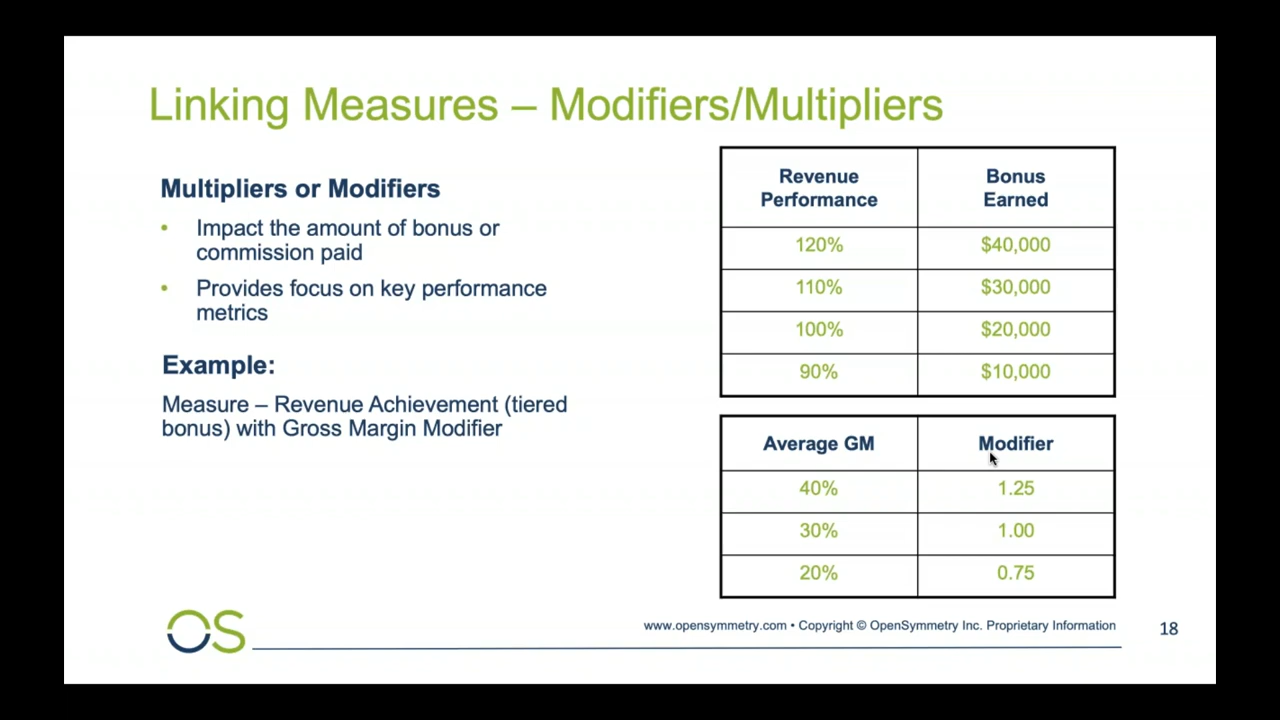 Linking Measures – Modifiers/Multipliers
Multipliers or Modifiers
• Impact the amount of bonus or
commission paid
• Provides focus on key performance
metrics
Example:
Measure – Revenue Achievement (tiered
bonus) with Gross Margin Modifier
Revenue Performance Bonus Earned
120% $40,000
110% $30,000
100% $20,000
90% $10,000
Average GM Modifier
40% 1.25
30% 1.00
20% 0.75
OS
www.opensymmetry.com • Copyright © OpenSymmetry Inc. Proprietary Information
18